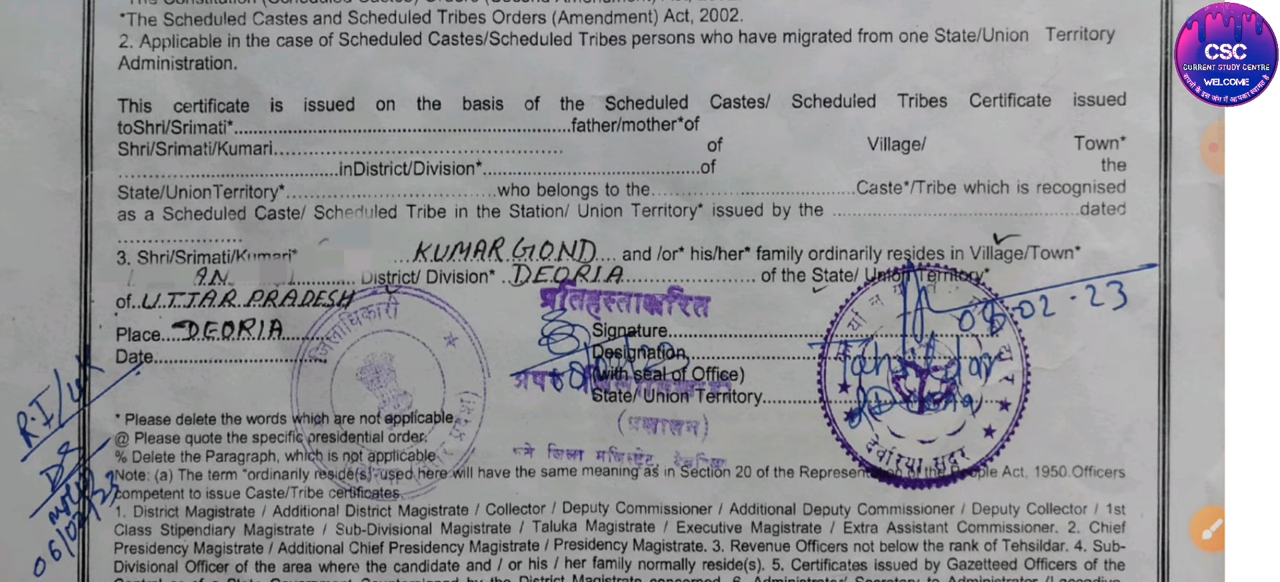 *The Scheduled Castes and Scheduled Tribes Orders (Amendment) Act, 2002.
2. Applicable in the case of Scheduled Castes/Scheduled Tribes persons who have migrated from one State/Union Territory
Administration.
CSC
CURRENT STUDY CENTRE
WELCOME
This certificate is issued on the basis of the Scheduled Castes/ Scheduled Tribes Certificate issued
toShri/Srimati*..............................father/mother*of
Shri/Srimati/Kumari.............................. of Village/ Town*
..............................inDistrict/Division*..............................of the
State/UnionTerritory*..............................who belongs to the..............................Caste*/Tribe which is recognised
as a Scheduled Caste/ Scheduled Tribe in the Station/ Union Territory* issued by the ..............................dated
..............................
3. Shri/Srimati/Kumari* ...KUMAR GOND.... and /or* his/her* family ordinarily resides in Village/Town*
District/ Division* ..DEORIA.................. of the State/ Union Territory*
of..UTTAR PRADESH
Place....DEORIA..........
Date..............................
प्रतिहस्ताक्षरित
Signature..............................
Designation..............................
(with seal of Office)
State/ Union Territory..............................
06.02.23
Tahsildar
जिलाधिकारी
(प्रशासन)
देवरिया सदर
* Please delete the words which are not applicable
@ Please quote the specific presidential order.
% Delete the Paragraph, which is not applicable
Note: (a) The term "ordinarily reside(s) used here will have the same meaning as in Section 20 of the Representation of the People Act, 1950.Officers
competent to issue Caste/Tribe certificates.
1. District Magistrate / Additional District Magistrate / Collector / Deputy Commissioner / Additional Deputy Commissioner / Deputy Collector / 1st
Class Stipendiary Magistrate / Sub-Divisional Magistrate / Taluka Magistrate / Executive Magistrate / Extra Assistant Commissioner. 2. Chief
Presidency Magistrate / Additional Chief Presidency Magistrate / Presidency Magistrate. 3. Revenue Officers not below the rank of Tehsildar. 4. Sub-
Divisional Officer of the area where the candidate and / or his / her family normally reside(s). 5. Certificates issued by Gazetteed Officers of the
06/02/23